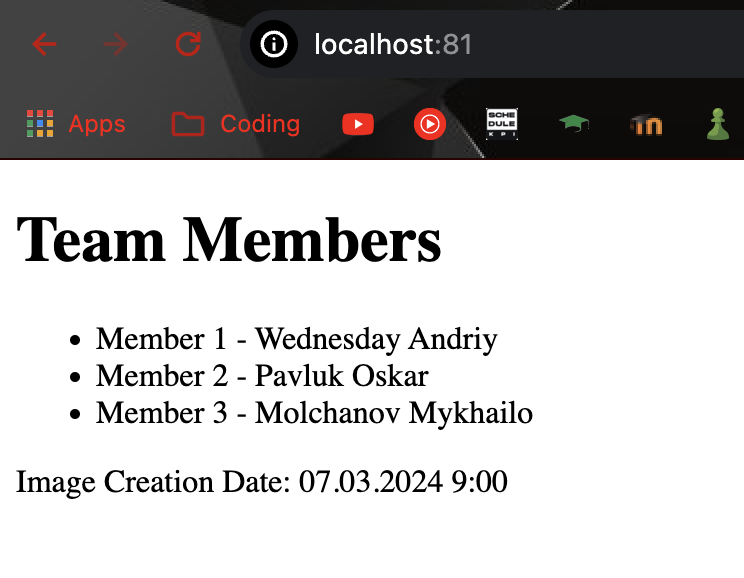 localhost:81
Apps
Coding
SCHE
DULE
KPI
in
Team Members
• Member 1 - Wednesday Andriy
• Member 2 - Pavluk Oskar
• Member 3 - Molchanov Mykhailo
Image Creation Date: 07.03.2024 9:00